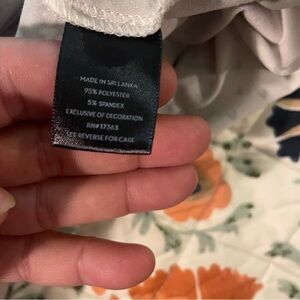 MADE IN SRI LANKA
95% POLYESTER
5% SPANDEX
EXCLUSIVE OF DECORATION
RN#17363
SEE REVERSE FOR CARE